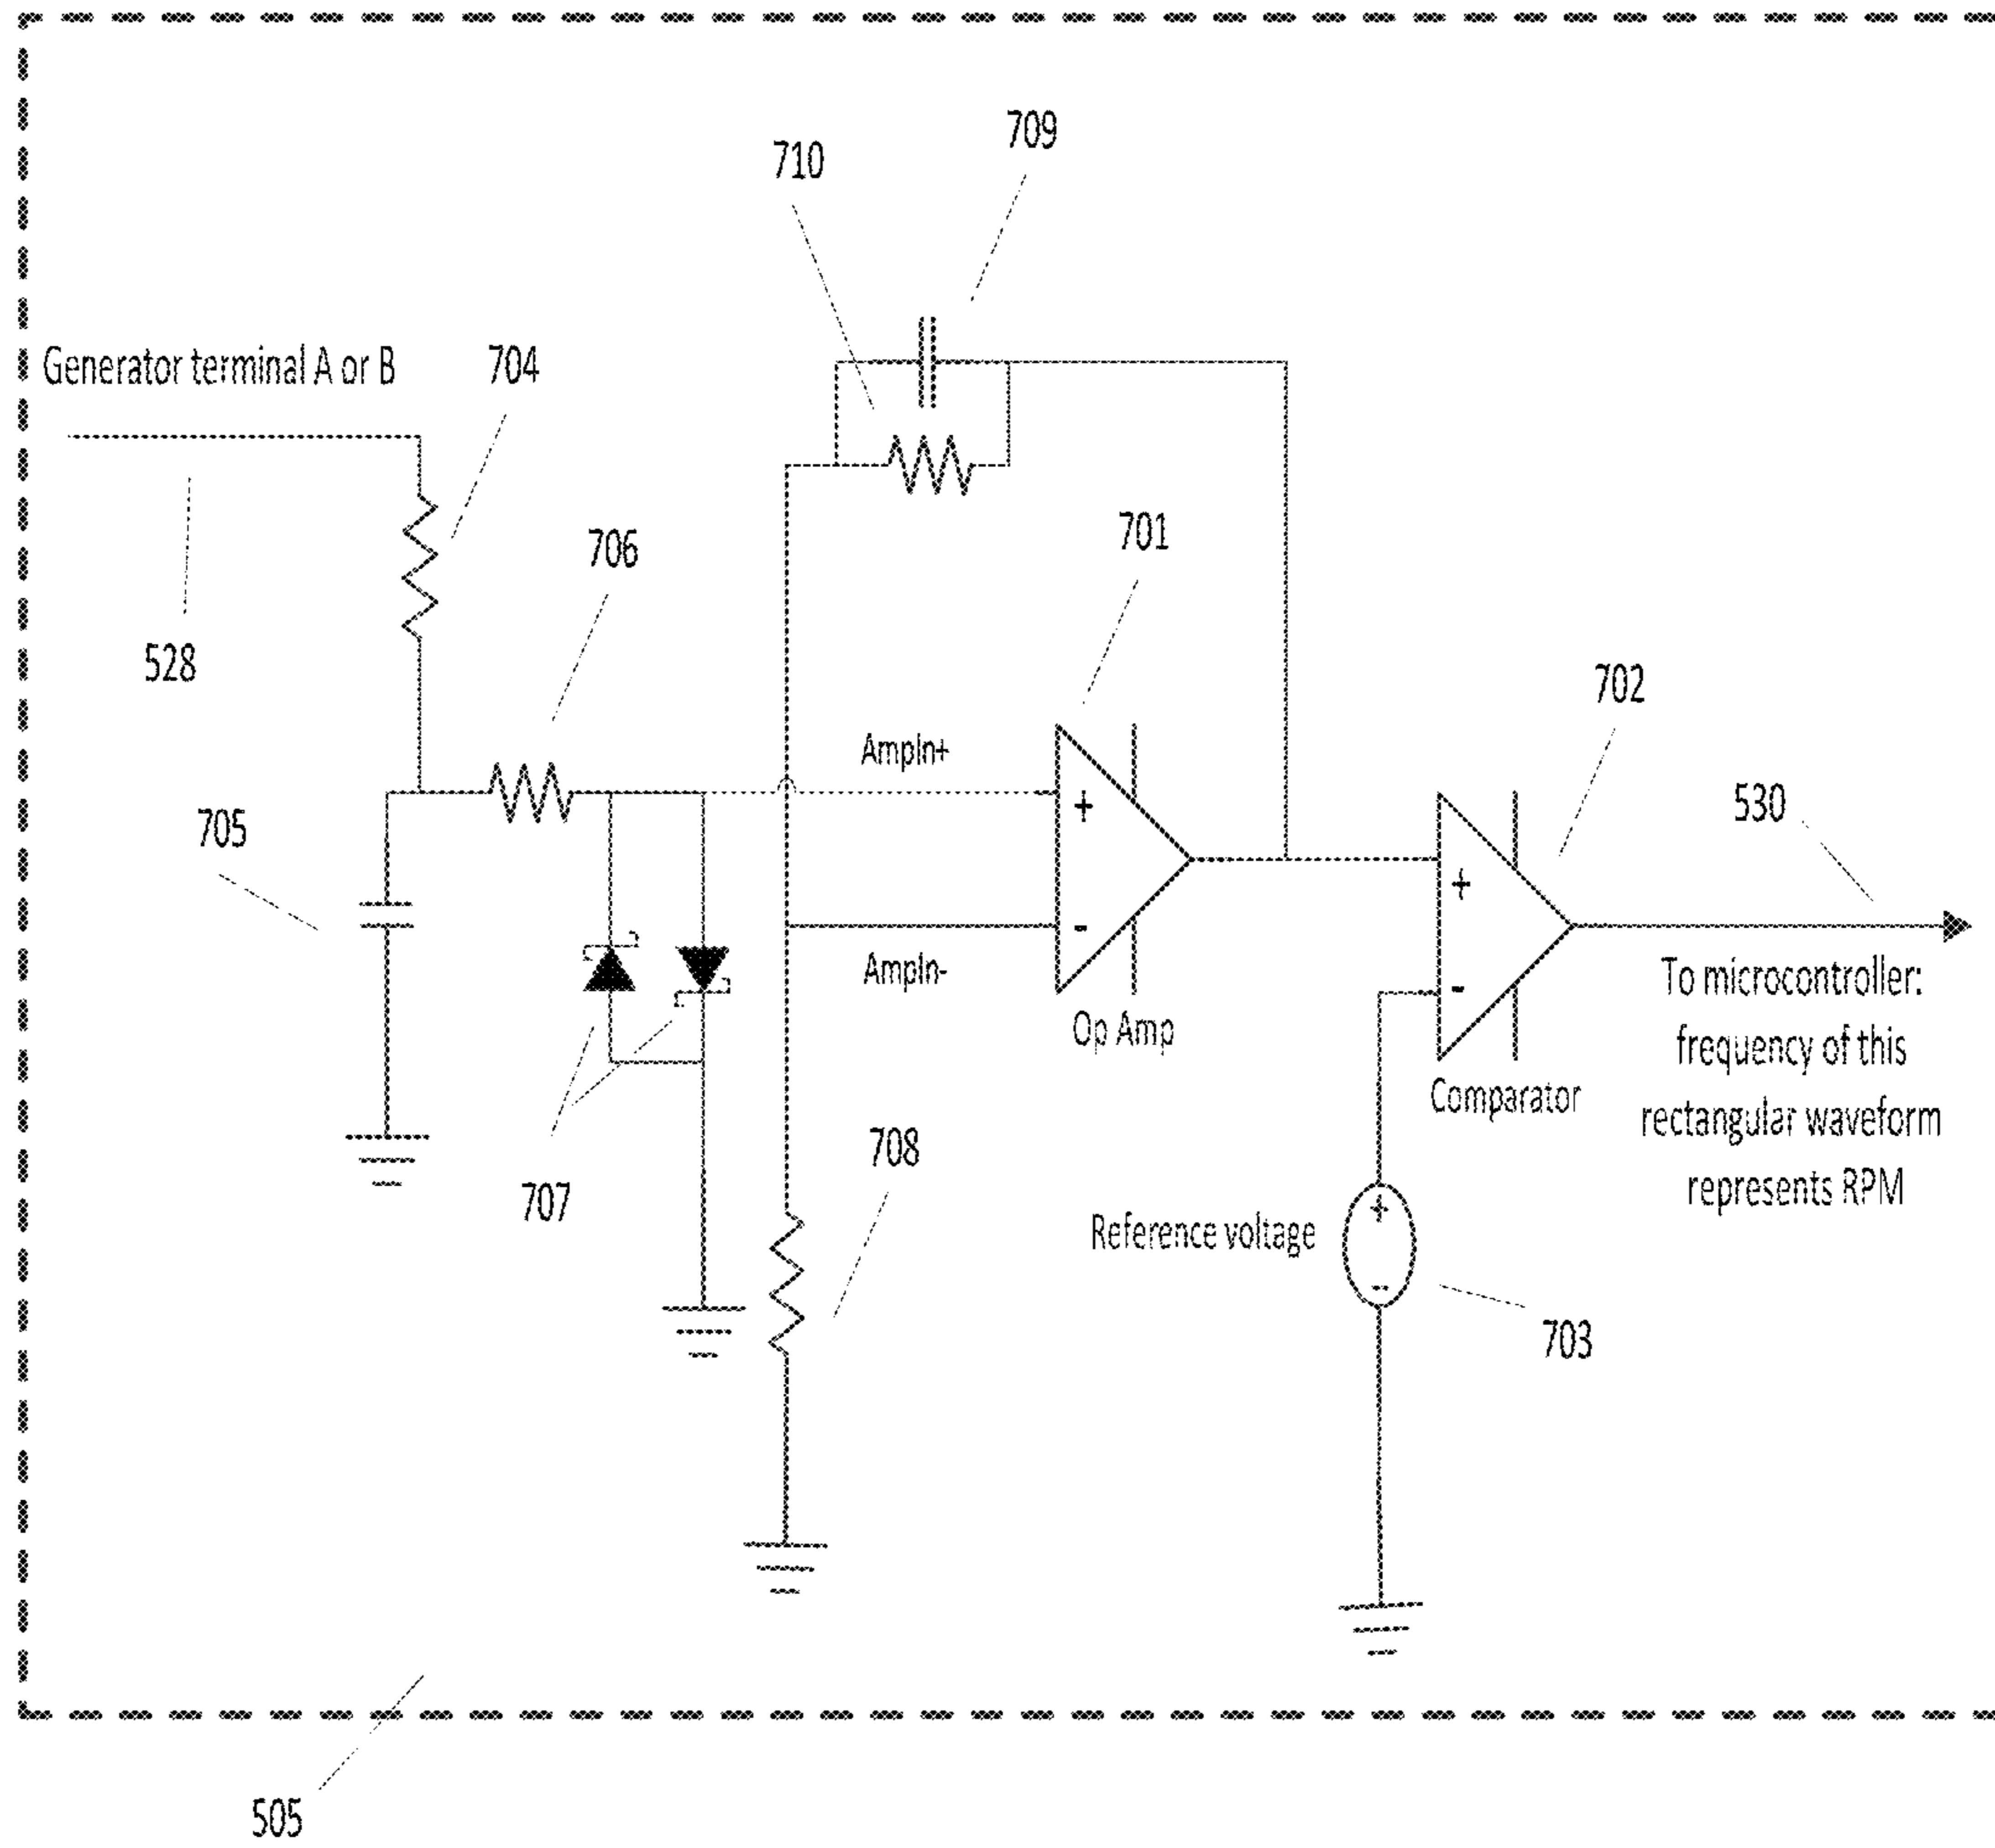 709
710
Generator terminal A or B
704
706
701
528
702
AmpIn+
530
705
+
+
-
AmpIn-
-
To microcontroller:
frequency of this
rectangular waveform
represents RPM
Op Amp
Comparator
707
708
Reference voltage
+
--
703
505